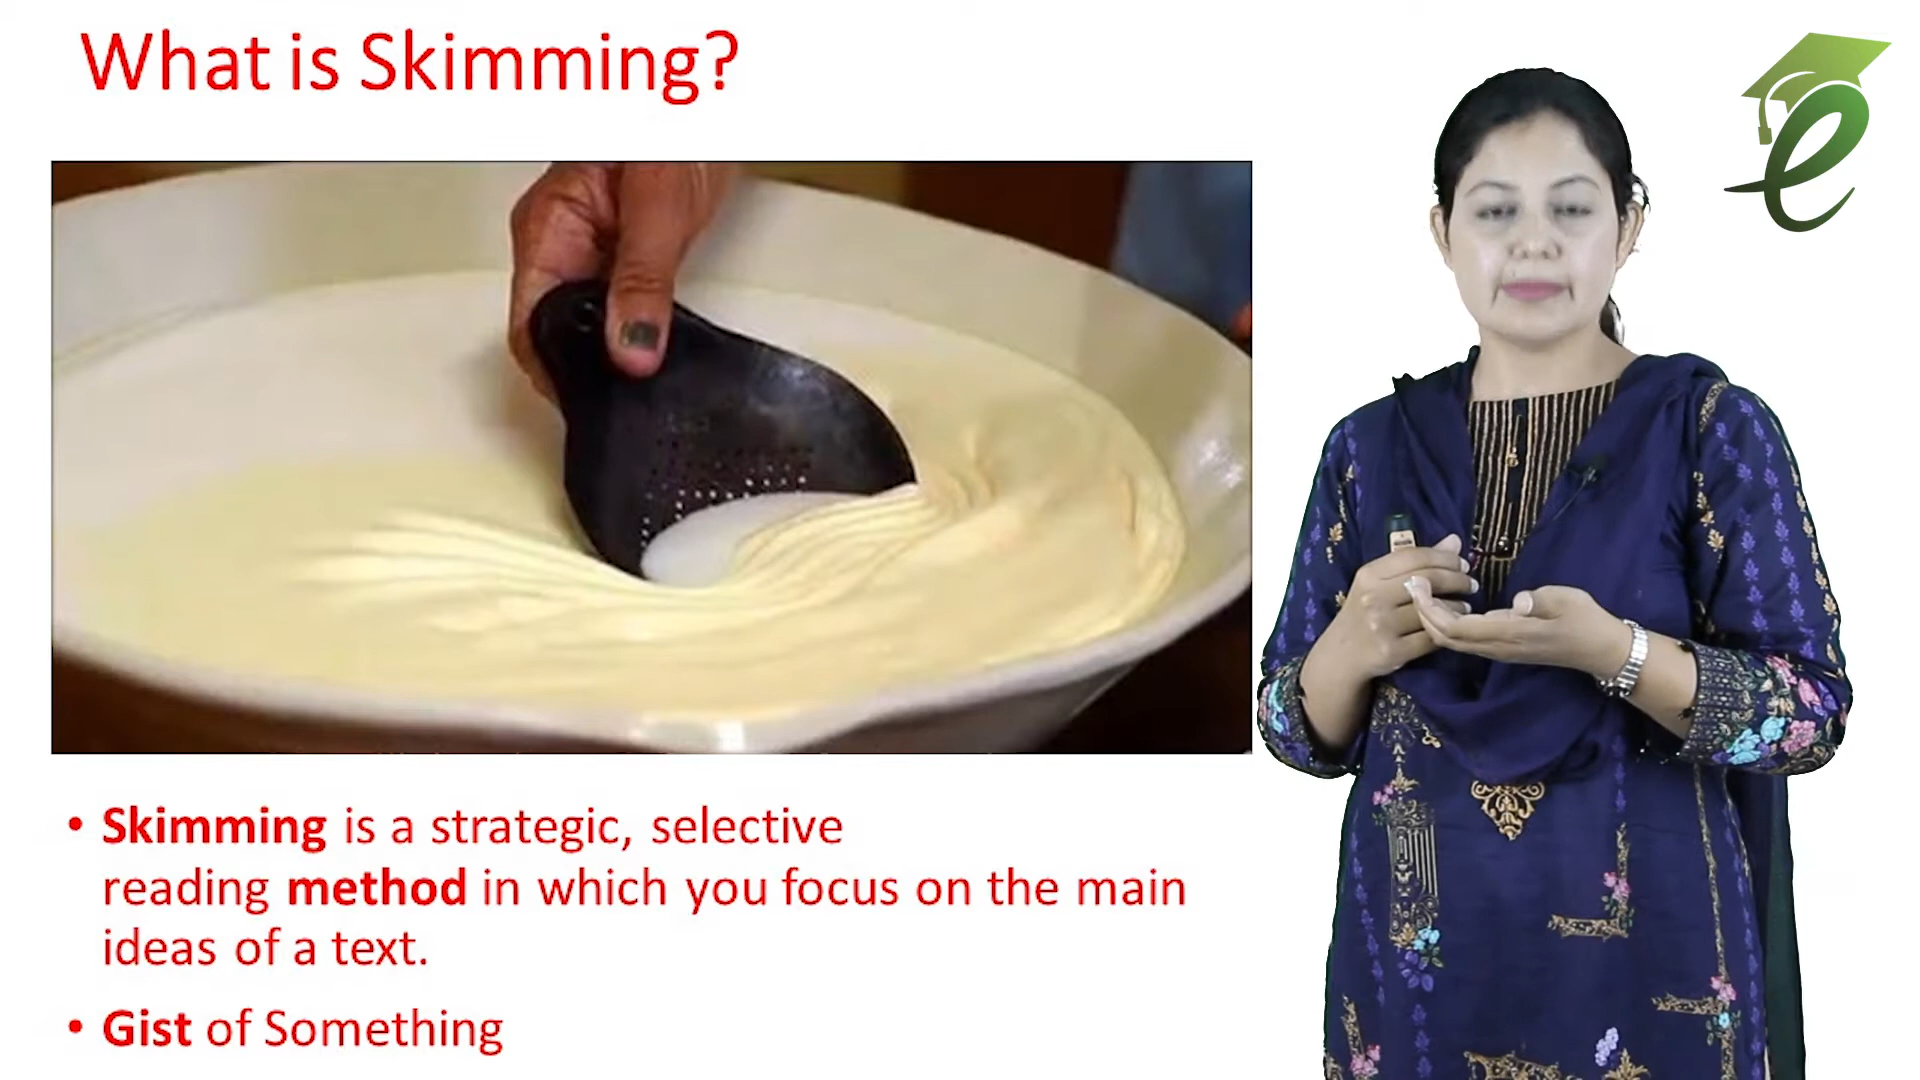 What is Skimming?
• Skimming is a strategic, selective
reading method in which you focus on the main
ideas of a text.
• Gist of Something